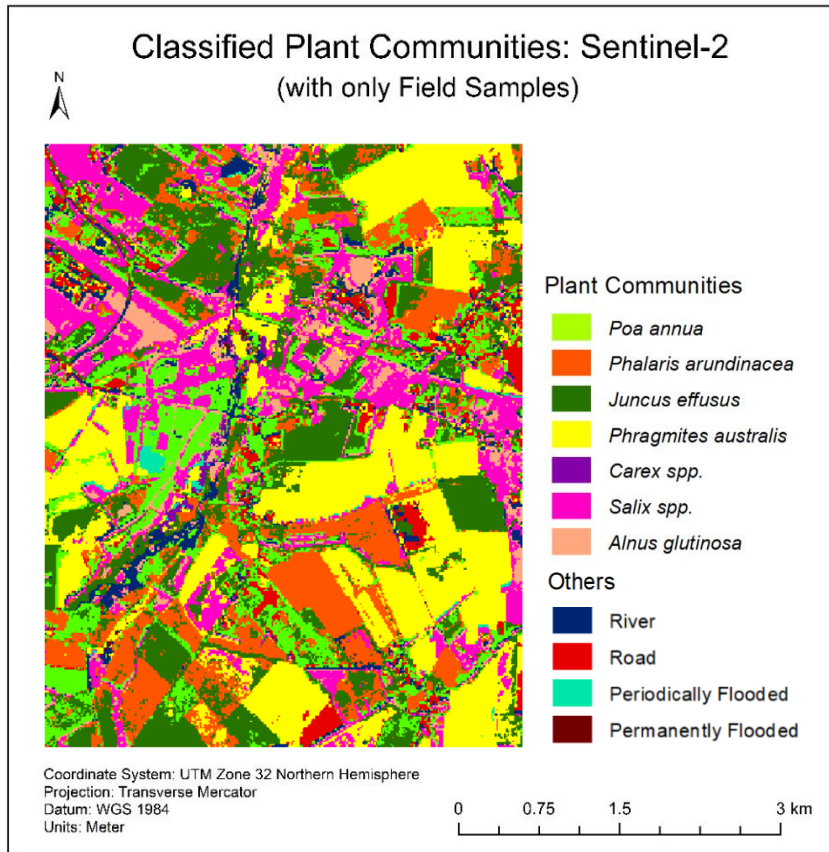 Classified Plant Communities: Sentinel-2
(with only Field Samples)
N
Plant Communities
Poa annua
Phalaris arundinacea
Juncus effusus
Phragmites australis
Carex spp.
Salix spp.
Alnus glutinosa
Others
River
Road
Periodically Flooded
Permanently Flooded
Coordinate System: UTM Zone 32 Northern Hemisphere
Projection: Transverse Mercator
Datum: WGS 1984
Units: Meter
0 0.75 1.5 3 km